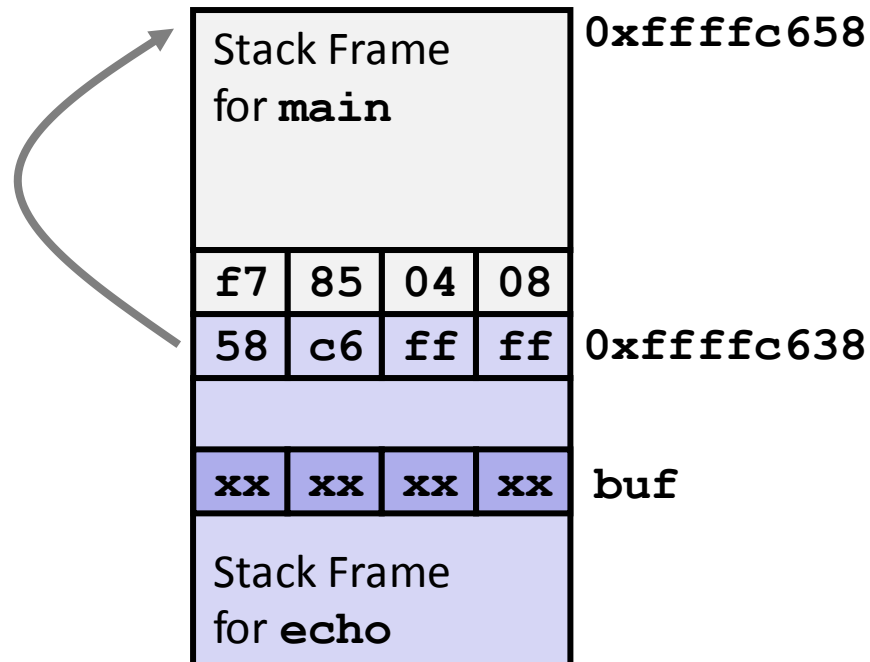 Stack Frame
for main
0xffffc658
f7 85 04 08
58 c6 ff ff 0xffffc638
xx xx xx xx buf
Stack Frame
for echo